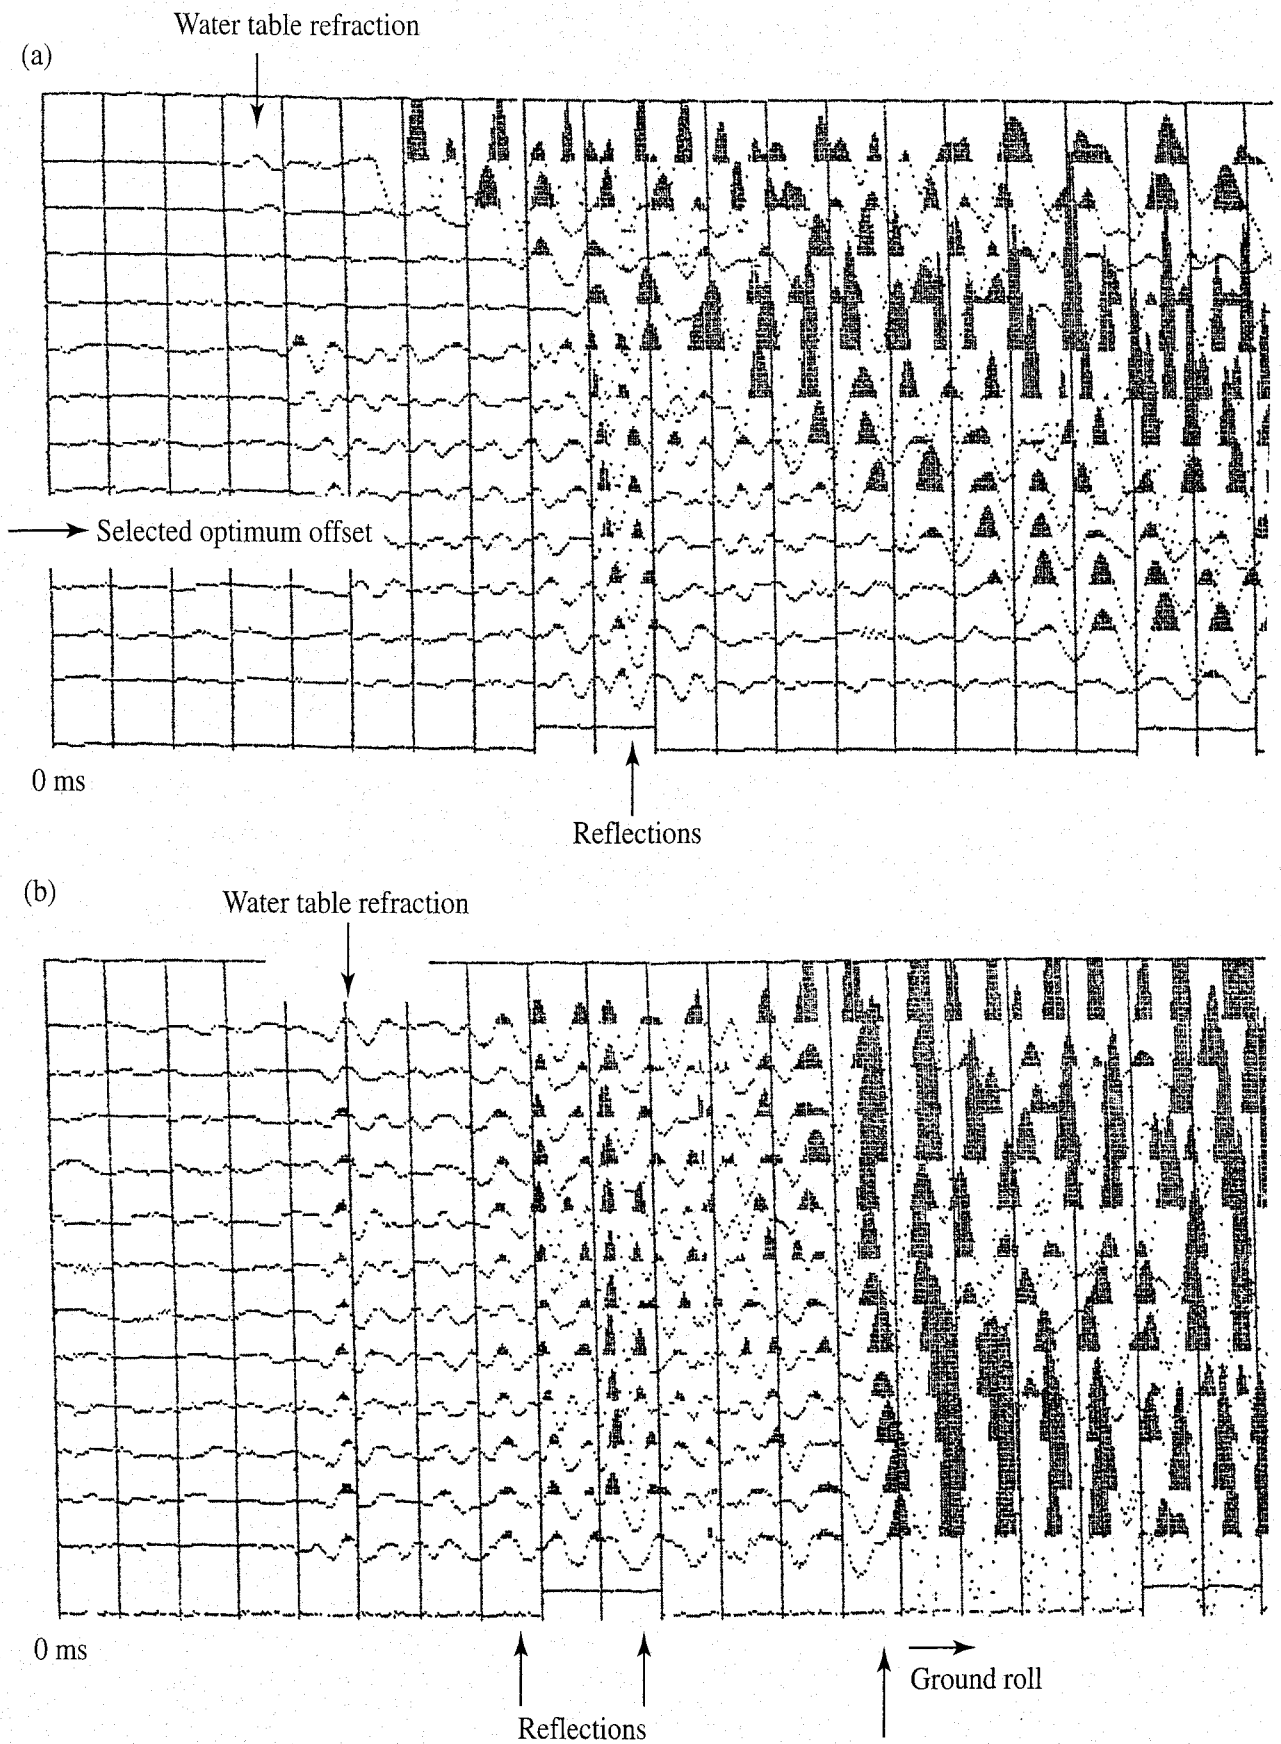 Water table refraction
(a)
Selected optimum offset
0 ms
Reflections
(b)
Water table refraction
0 ms
Ground roll
Reflections